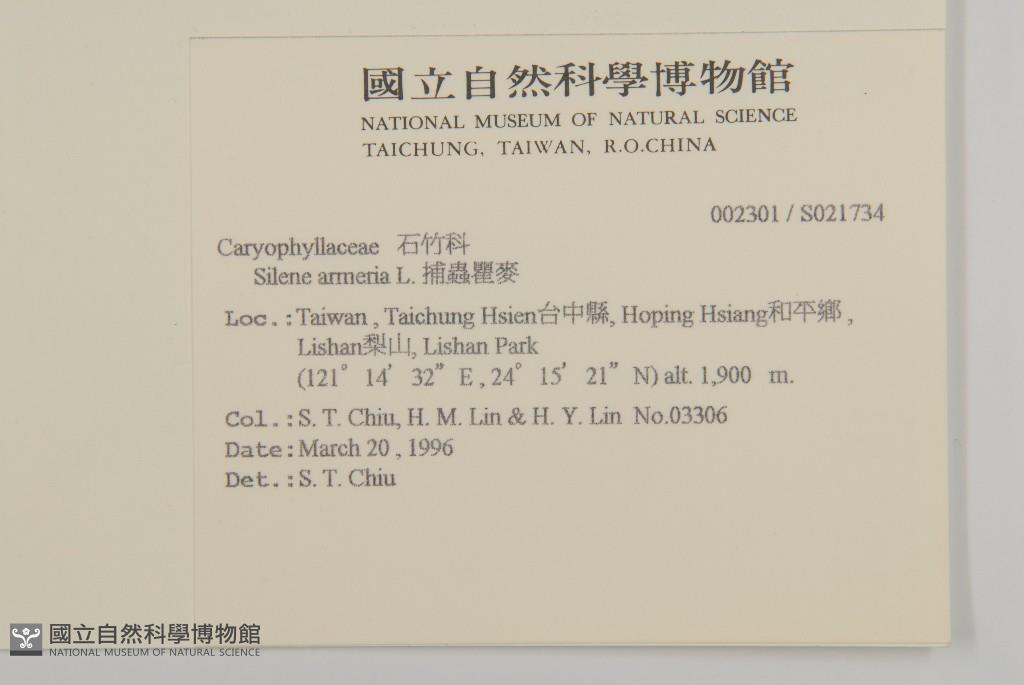 國立自然科學博物館
NATIONAL MUSEUM OF NATURAL SCIENCE
TAICHUNG, TAIWAN, R.O.CHINA
002301 / S021734
Caryophyllaceae 石竹科
Silene armeria L. 捕蟲瞿麥
Loc.:Taiwan , Taichung Hsien台中縣, Hoping Hsiang和平鄉 ,
Lishan梨山, Lishan Park
(121° 14′ 32” E , 24° 15′ 21” N) alt. 1,900 m.
Col.:S. T. Chiu, H. M. Lin & H. Y. Lin No.03306
Date:March 20 , 1996
Det.:S. T. Chiu
國立自然科學博物館
NATIONAL MUSEUM OF NATURAL SCIENCE